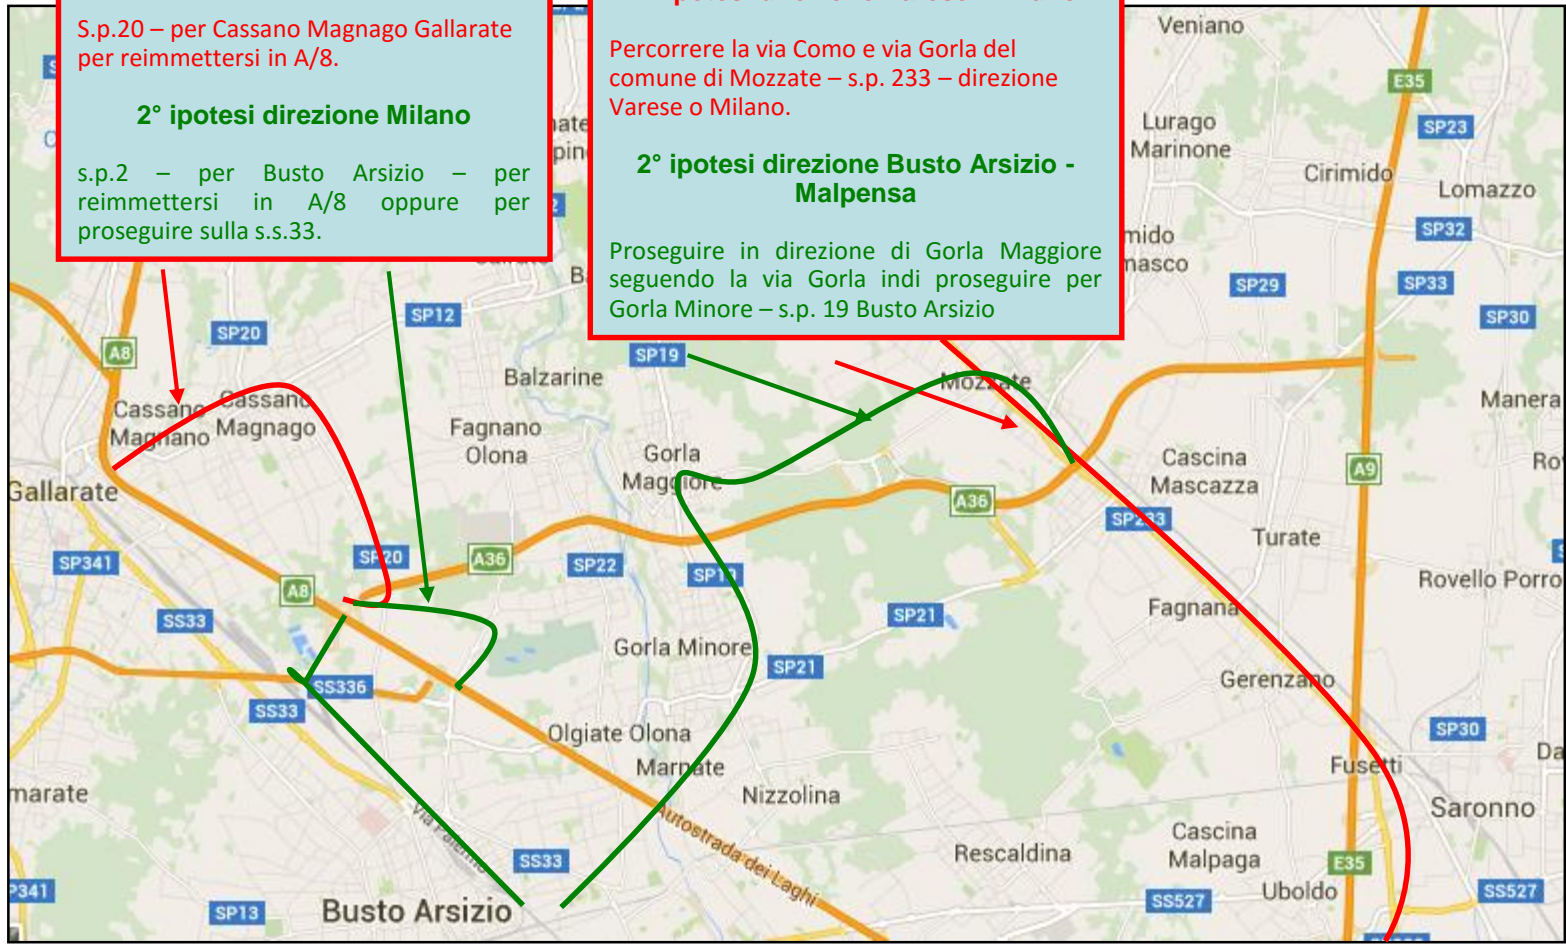 S.p.20 – per Cassano Magnago Gallarate
per reimmettersi in A/8.
2° ipotesi direzione Milano
s.p.2 – per Busto Arsizio – per
reimmettersi in A/8 oppure per
proseguire sulla s.s.33.
Percorrere la via Como e via Gorla del
comune di Mozzate – s.p. 233 – direzione
Varese o Milano.
2° ipotesi direzione Busto Arsizio -
Malpensa
Proseguire in direzione di Gorla Maggiore
seguendo la via Gorla indi proseguire per
Gorla Minore – s.p. 19 Busto Arsizio
Veniano
E35
SP23
Lurago
Marinone
Cirimido
Lomazzo
SP32
SP29
SP33
SP30
SP12
SP20
A8
SP19
Balzarine
Mozzate
Manera
Cassano
Magnano
Cassano
Magnago
Fagnano
Olona
Gorla
Maggiore
Cascina
Mascazza
A9
Gallarate
A36
SP233
Turate
SP341
SP20
A36
SP22
SP19
Rovello Porro
A8
SS33
SP21
Fagnana
Gorla Minore
SP21
Gerenzano
SS336
SS33
Olgiate Olona
SP30
Marnate
Fusetti
Nizzolina
Saronno
Via Palermo
Autostrada dei Laghi
Cascina
Malpaga
Rescaldina
SS33
E35
Uboldo
SS527
SS527
SP13
Busto Arsizio